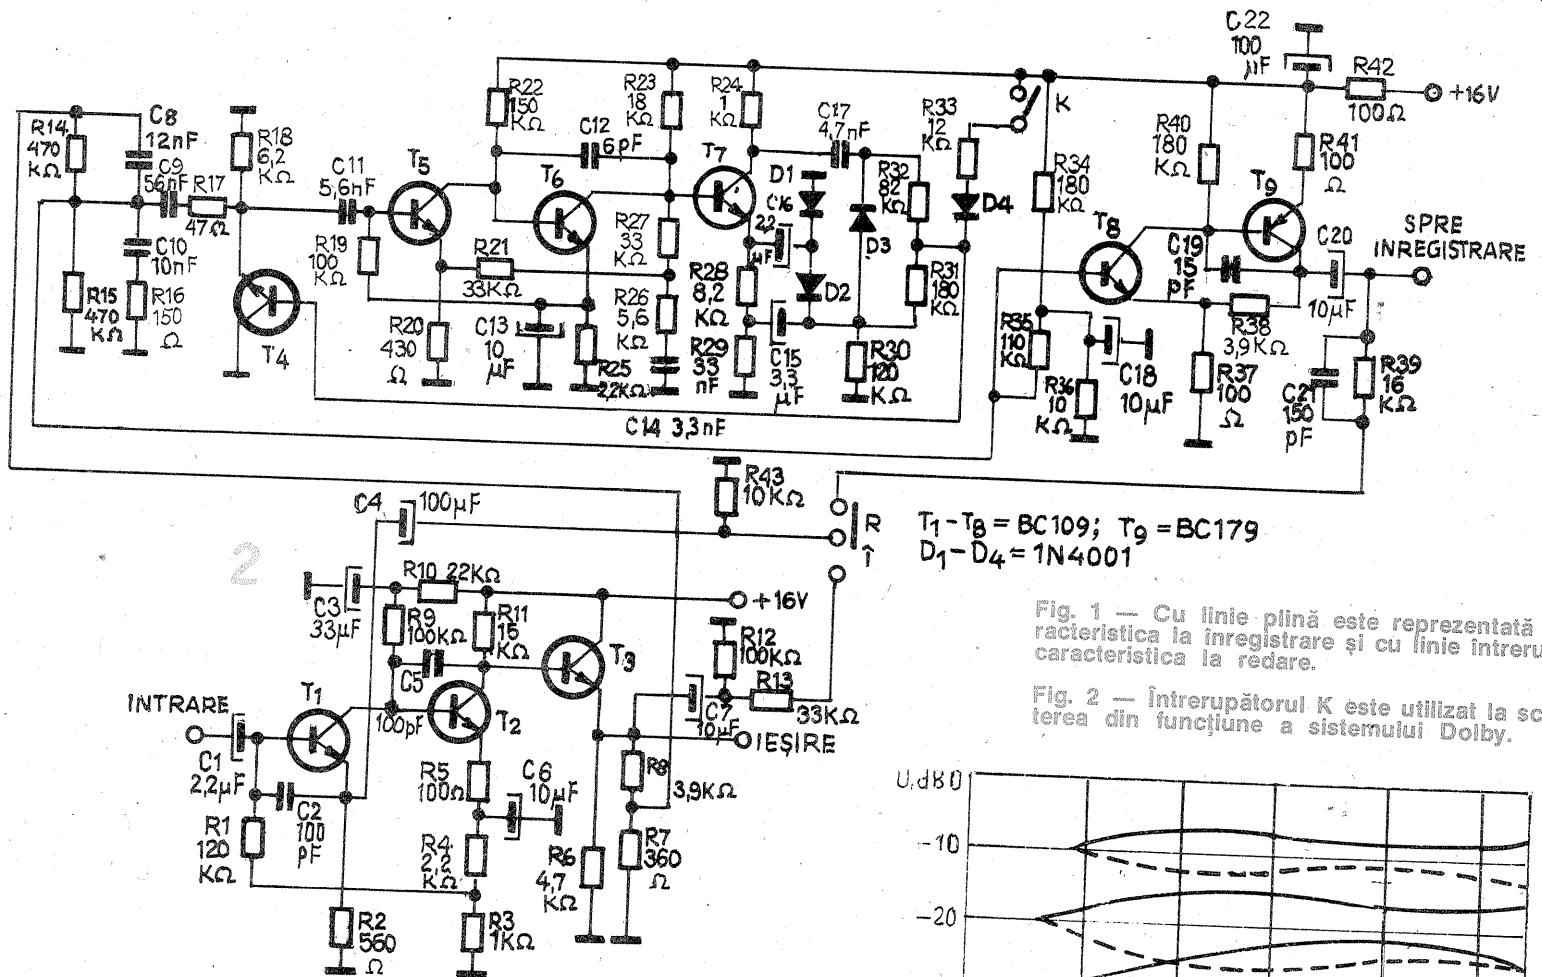 C22
100
µF
R42
100Ω
+16V
R22
150
KΩ
R23
18
KΩ
R24
1
KΩ
C17
4,7nF
R33
12
KΩ
K
R40
180
KΩ
R41
100
Ω
R14
470
KΩ
C8
12nF
C9
56nF
R17
47Ω
R18
6,2
KΩ
C11
5,6nF
T5
C12
6pF
T6
T7
D1
C16
2,2
µF
R32
82
KΩ
D4
D3
D2
R34
180
KΩ
T8
T9
C19
15
pF
C20
10µF
SPRE
INREGISTRARE
C10
10nF
R15
470
KΩ
R16
150
Ω
T4
R19
100
KΩ
R21
33KΩ
R20
430
Ω
C13
10
µF
R25
2,2KΩ
R27
33
KΩ
R26
5,6
KΩ
R29
33
nF
R28
8,2
KΩ
C15
3,3
µF
R31
180
KΩ
R30
120
KΩ
R35
110
KΩ
R36
10
KΩ
C18
10µF
R38
3,9KΩ
R37
100
Ω
C21
150
pF
R39
16
KΩ
C14 3,3nF
C4
100µF
R43
10KΩ
R
Î
T1-T8 = BC109; T9 = BC179
D1-D4 = 1N4001
2
C3
33µF
R10 22KΩ
R9
100KΩ
R11
15
KΩ
+16V
C5
100pF
T3
R12
100KΩ
R13
33KΩ
C7
10µF
INTRARE
T1
T2
IEȘIRE
C1
2,2µF
C2
100
pF
R1
120
KΩ
R5
100Ω
C6
10µF
R4
2,2
KΩ
R8
3,9KΩ
R6
4,7
KΩ
R7
360
Ω
R2
560
Ω
R3
1KΩ
Fig. 1 — Cu linie plină este reprezentată
racteristica la înregistrare și cu linie întreru
caracteristica la redare.
Fig. 2 — Întrerupătorul K este utilizat la sc
terea din funcțiune a sistemului Dolby.
U,dB 0
-10
-20